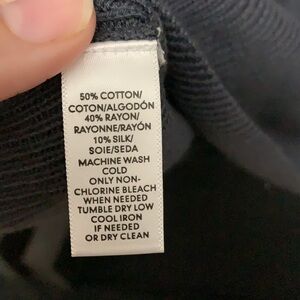 50% COTTON/
COTON/ALGODÓN
40% RAYON/
RAYONNE/RAYÓN
10% SILK/
SOIE/SEDA
MACHINE WASH
COLD
ONLY NON-
CHLORINE BLEACH
WHEN NEEDED
TUMBLE DRY LOW
COOL IRON
IF NEEDED
OR DRY CLEAN